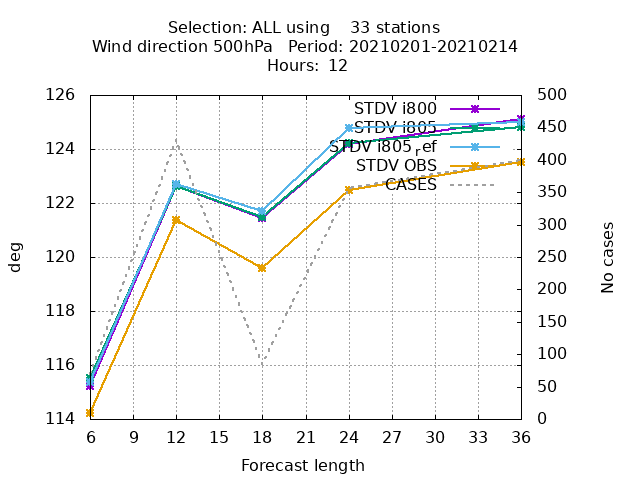 Selection: ALL using 33 stations
Wind direction 500hPa Period: 20210201-20210214
Hours: 12
126
124
122
120
118
116
114
500
450
400
350
300
250
200
150
100
50
0
6 9 12 15 18 21 24 27 30 33 36
deg
No cases
Forecast length
STDV i800
STDV i805
STDV i805ref
STDV OBS
CASES